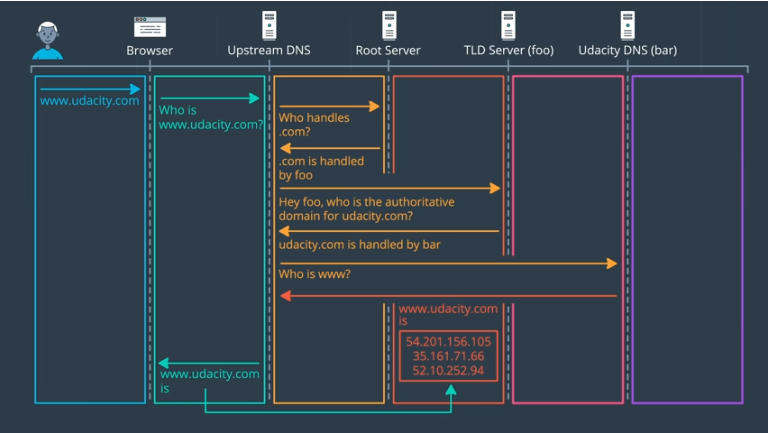 Browser
Upstream DNS
Root Server
TLD Server (foo)
Udacity DNS (bar)
www.udacity.com
Who is
www.udacity.com?
Who handles
.com?
.com is handled
by foo
Hey foo, who is the authoritative
domain for udacity.com?
udacity.com is handled by bar
Who is www?
www.udacity.com
is
54.201.156.105
35.161.71.66
52.10.252.94
www.udacity.com
is